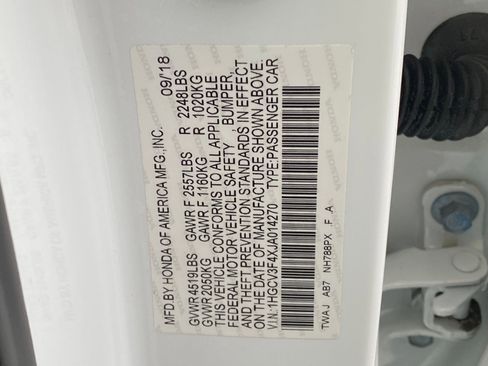 MFD.BY HONDA OF AMERICA MFG.,INC. 09/18
GVWR 4519LBS GAWR F 2557LBS R 2248LBS
GVWR 2050KG GAWR F 1160KG R 1020KG
THIS VEHICLE CONFORMS TO ALL APPLICABLE
FEDERAL MOTOR VEHICLE SAFETY , BUMPER,
AND THEFT PREVENTION STANDARDS IN EFFECT
ON THE DATE OF MANUFACTURE SHOWN ABOVE.
V.I.N.:1HGCV3F4XJA014270 TYPE:PASSENGER CAR
TWAJ AB7 NH788PX F A